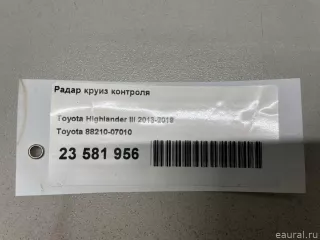 Радар круиз контроля
Toyota Highlander III 2013-2019
Toyota 88210-07010
23 581 956
eaural.ru